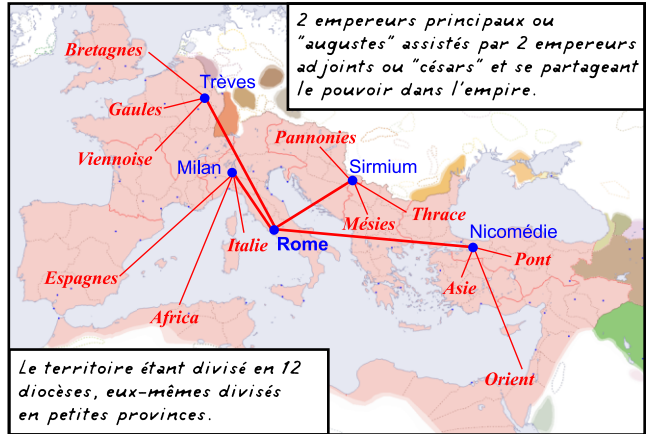 2 empereurs principaux ou
"augustes" assistés par 2 empereurs
adjoints ou "césars" et se partageant
le pouvoir dans l'empire.
Bretagnes
Trèves
Gaules
Viennoise
Pannonies
Milan
Sirmium
Thrace
Mésies
Nicomédie
Rome
Italie
Pont
Espagnes
Asie
Africa
Orient
Le territoire étant divisé en 12
diocèses, eux-mêmes divisés
en petites provinces.